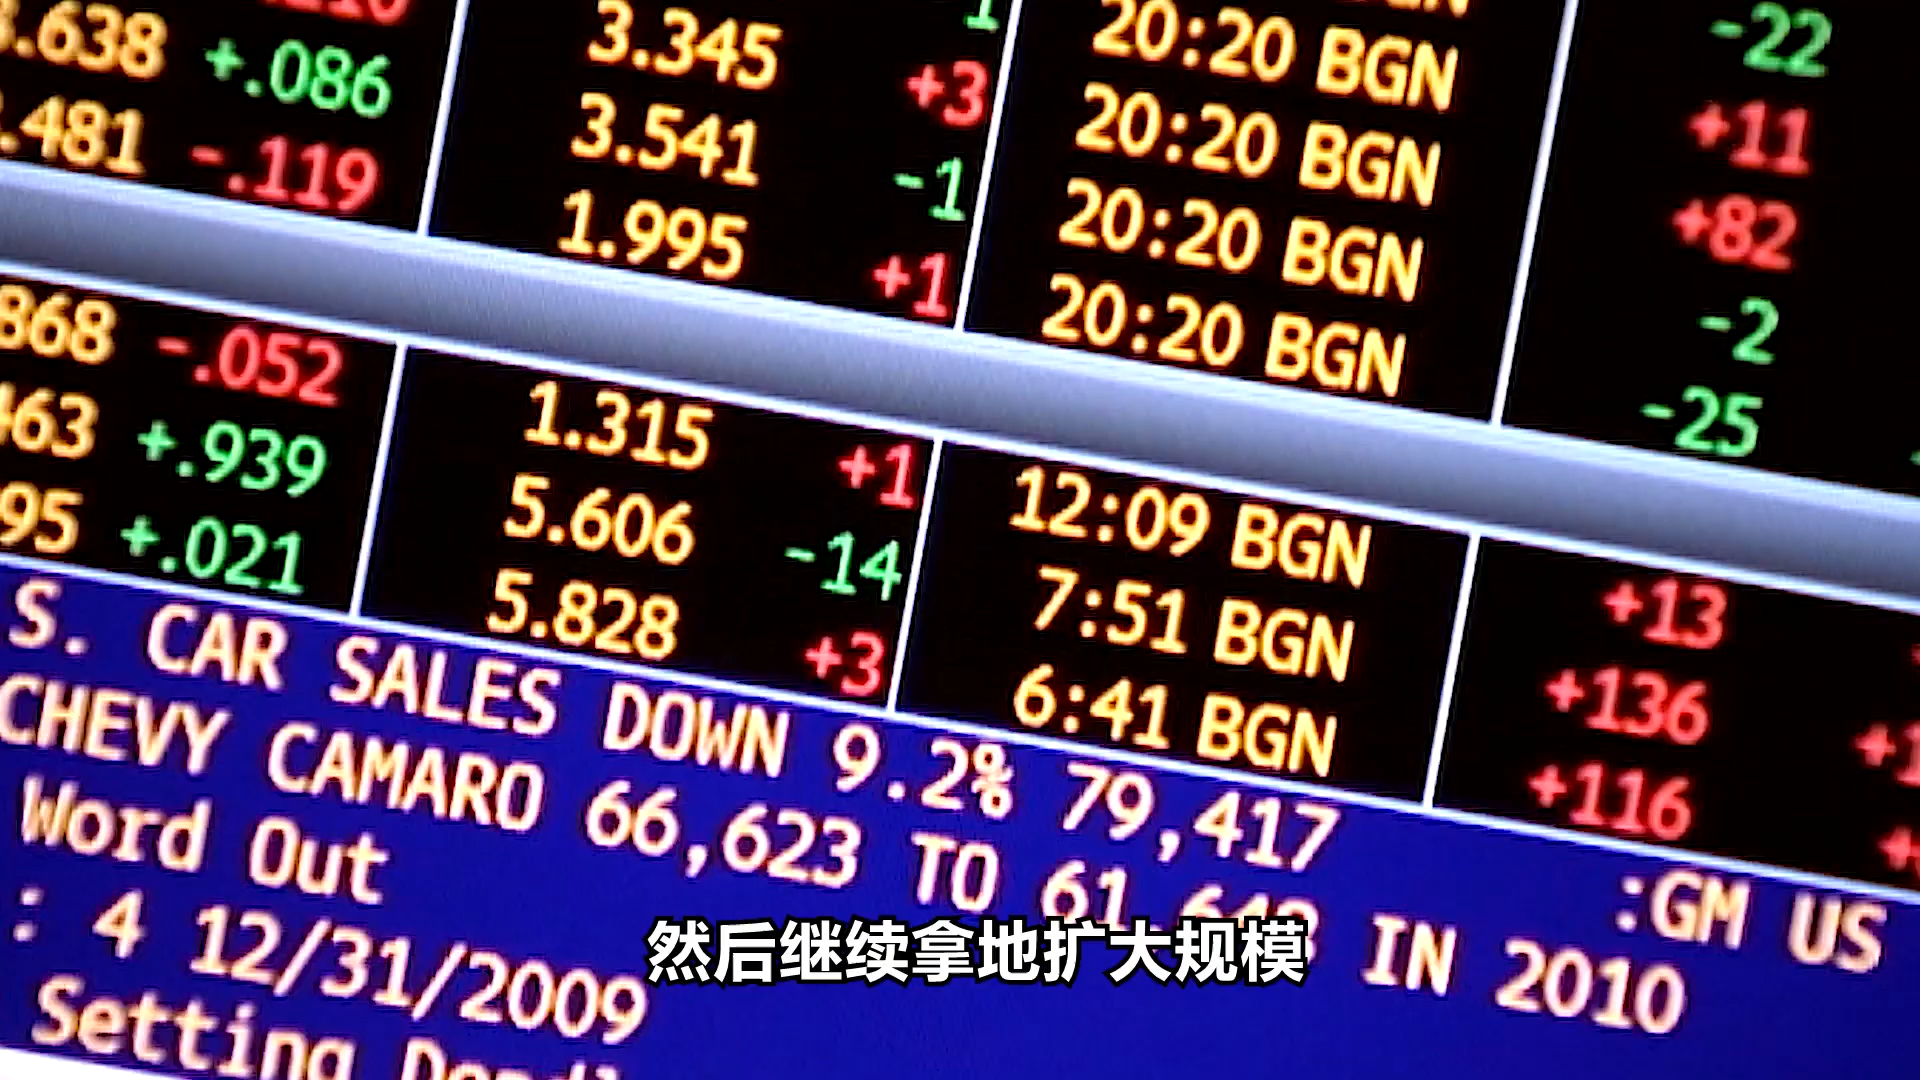 3.345 +3 20:20 BGN -22
.638 +.086 3.541 -1 20:20 BGN +11
.481 -.119 1.995 +1 20:20 BGN +82
20:20 BGN -2
-25
868 -.052 1.315 +1 12:09 BGN +13
463 +.939 5.606 -14 7:51 BGN +136
95 +.021 5.828 +3 6:41 BGN +116
S. CAR SALES DOWN 9.2% 79,417 :GM US
CHEVY CAMARO 66,623 TO IN 2010
Word Out
: 4 12/31/2009
Setting
然后继续拿地扩大规模